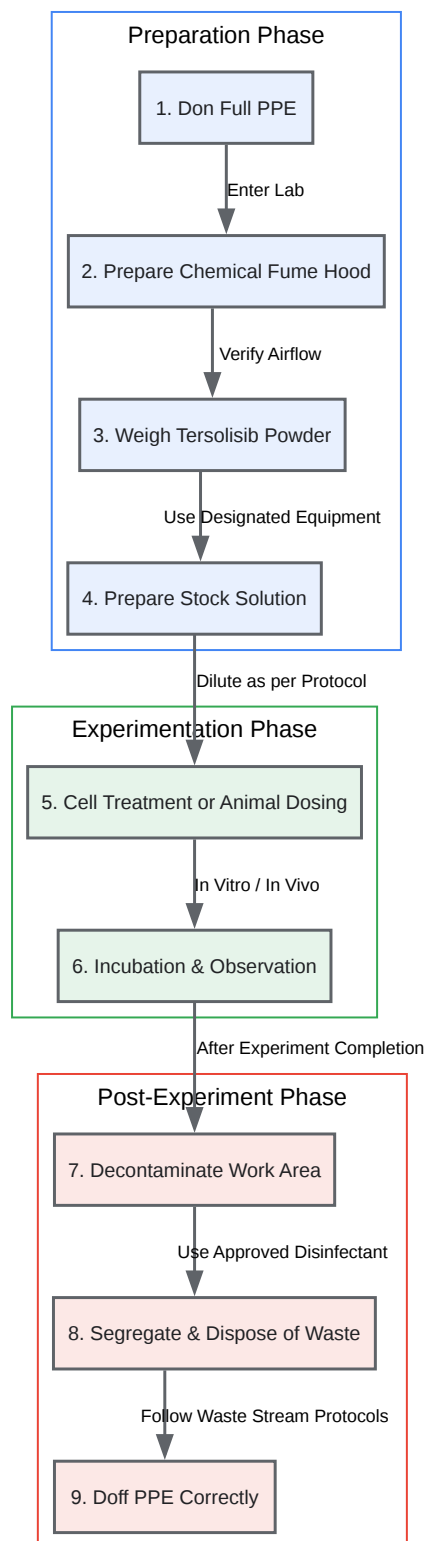 Preparation Phase
1. Don Full PPE
Enter Lab
2. Prepare Chemical Fume Hood
Verify Airflow
3. Weigh Tersolisib Powder
Use Designated Equipment
4. Prepare Stock Solution
Dilute as per Protocol
Experimentation Phase
5. Cell Treatment or Animal Dosing
In Vitro / In Vivo
6. Incubation & Observation
After Experiment Completion
Post-Experiment Phase
7. Decontaminate Work Area
Use Approved Disinfectant
8. Segregate & Dispose of Waste
Follow Waste Stream Protocols
9. Doff PPE Correctly